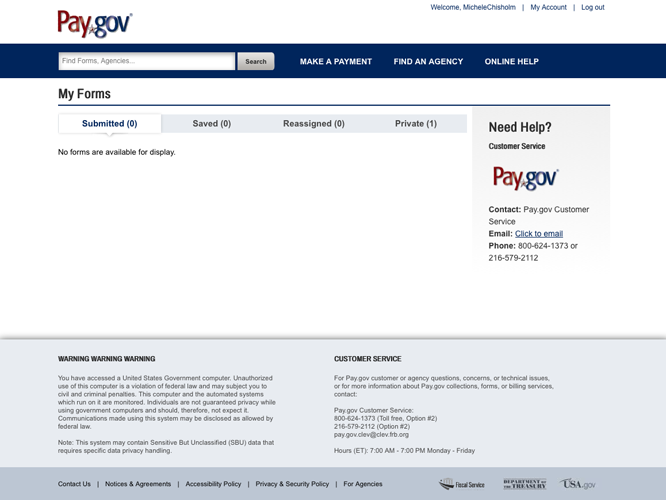 Welcome, MicheleChisholm | My Account | Log out
Pay.gov®
Find Forms, Agencies...
Search
MAKE A PAYMENT
FIND AN AGENCY
ONLINE HELP
My Forms
Submitted (0)
Saved (0)
Reassigned (0)
Private (1)
No forms are available for display.
Need Help?
Customer Service
Pay.gov®
Contact: Pay.gov Customer
Service
Email: Click to email
Phone: 800-624-1373 or
216-579-2112
WARNING WARNING WARNING
You have accessed a United States Government computer. Unauthorized
use of this computer is a violation of federal law and may subject you to
civil and criminal penalties. This computer and the automated systems
which run on it are monitored. Individuals are not guaranteed privacy while
using government computers and should, therefore, not expect it.
Communications made using this system may be disclosed as allowed by
federal law.
Note: This system may contain Sensitive But Unclassified (SBU) data that
requires specific data privacy handling.
CUSTOMER SERVICE
For Pay.gov customer or agency questions, concerns, or technical issues,
or for more information about Pay.gov collections, forms, or billing services,
contact:
Pay.gov Customer Service:
800-624-1373 (Toll free, Option #2)
216-579-2112 (Option #2)
pay.gov.clev@clev.frb.org
Hours (ET): 7:00 AM - 7:00 PM Monday - Friday
Contact Us | Notices & Agreements | Accessibility Policy | Privacy & Security Policy | For Agencies
Fiscal Service
DEPARTMENT OF
THE TREASURY
USA.gov